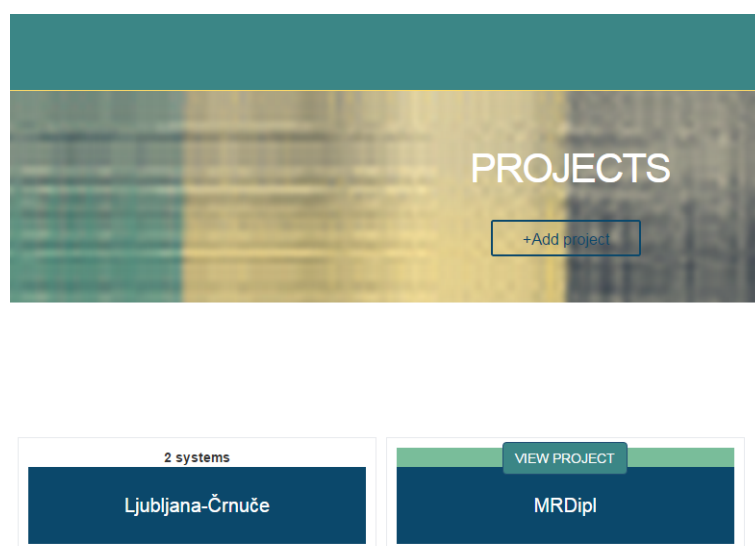 PROJECTS
+Add project
2 systems
VIEW PROJECT
Ljubljana-Črnuče
MRDipl